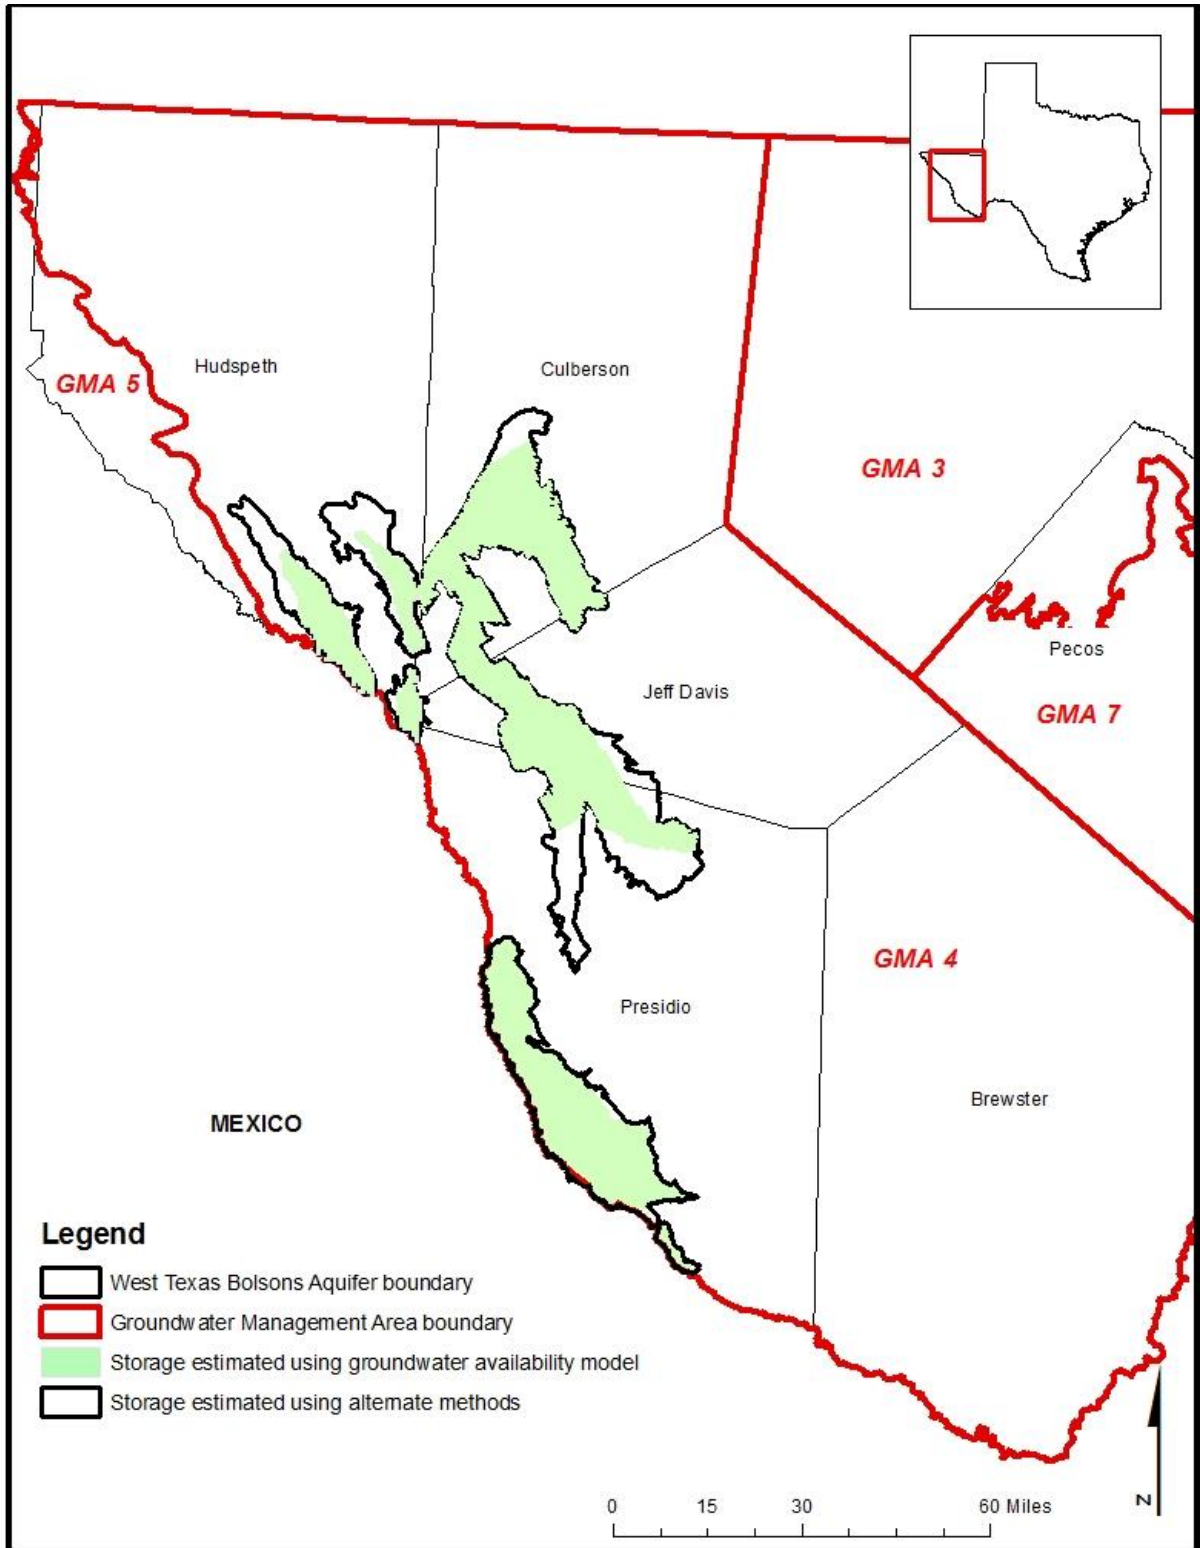 Hudspeth
Culberson
GMA 5
GMA 3
Pecos
Jeff Davis
GMA 7
GMA 4
Presidio
Brewster
MEXICO
Legend
West Texas Bolsons Aquifer boundary
Groundwater Management Area boundary
Storage estimated using groundwater availability model
Storage estimated using alternate methods
0 15 30 60 Miles
N